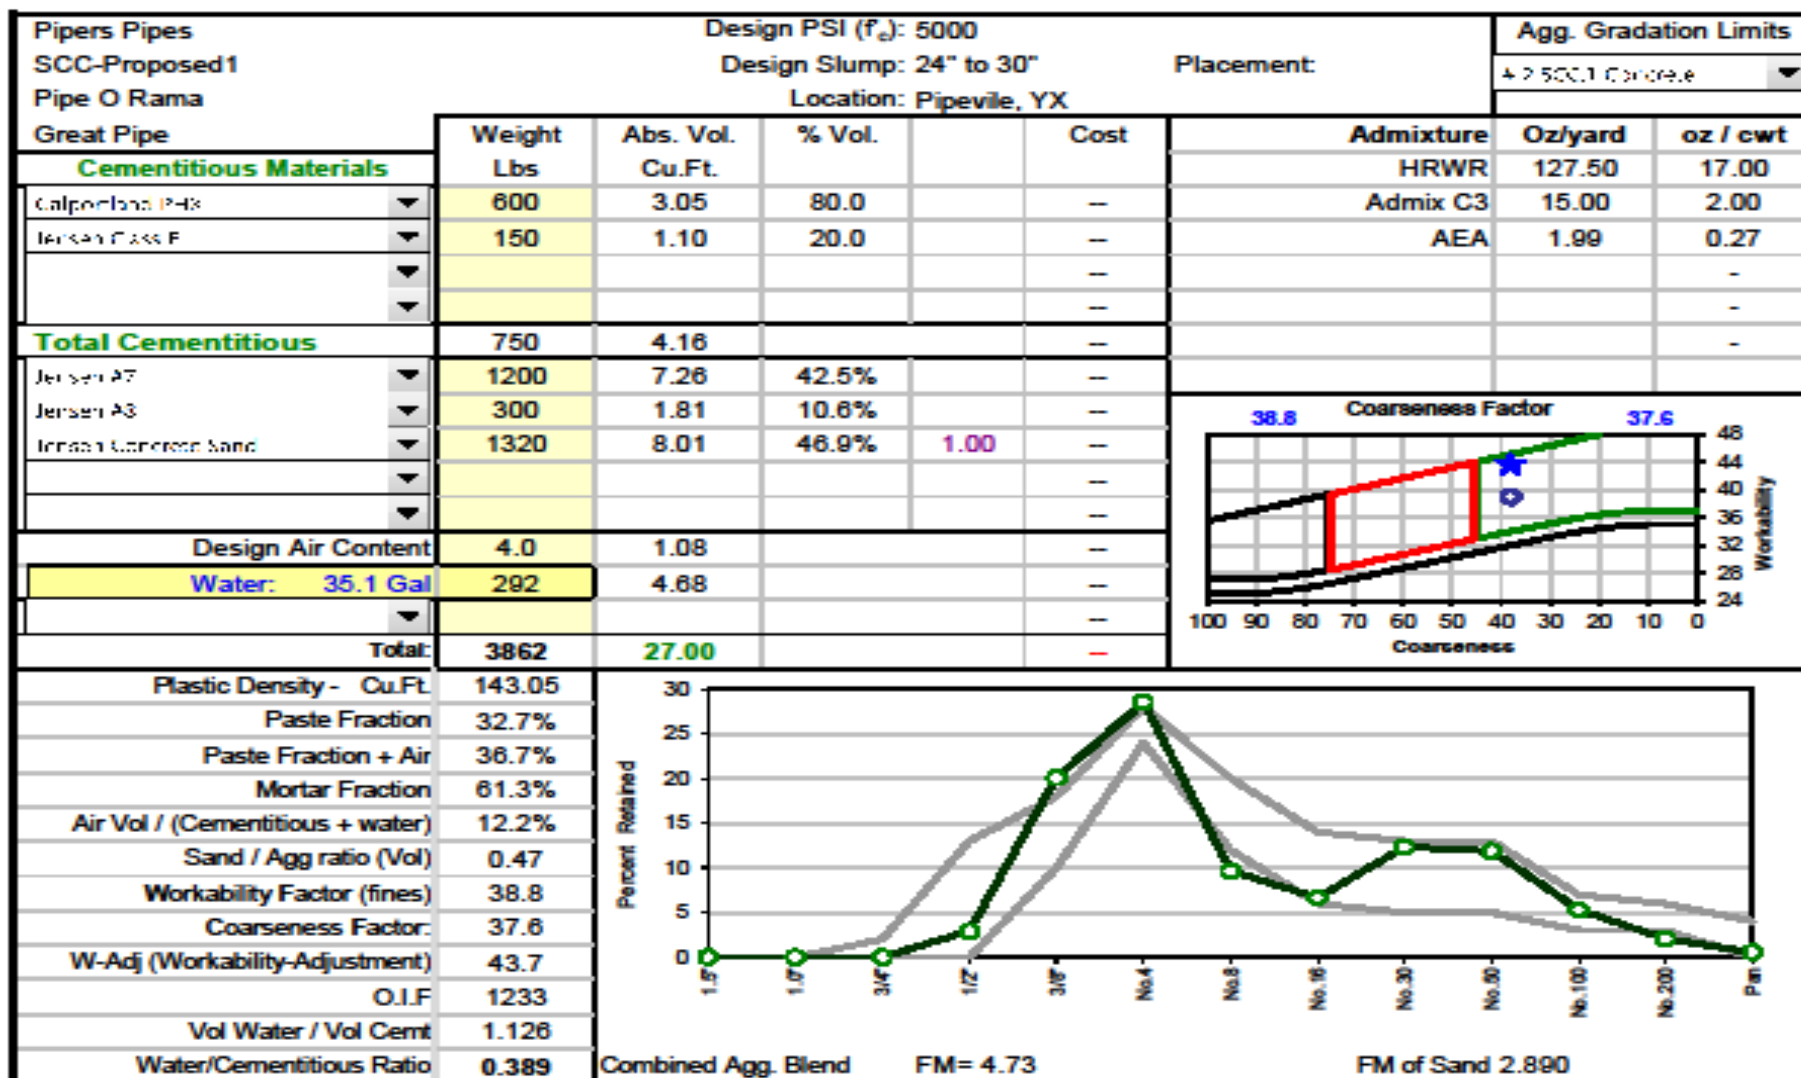 Pipers Pipes Design PSI (f'c): 5000 Agg. Gradation Limits
SCC-Proposed1 Design Slump: 24" to 30" Placement:
Pipe O Rama Location: Pipevile, YX
Great Pipe Weight Abs. Vol. % Vol. Cost Admixture Oz/yard oz / cwt
Cementitious Materials Lbs Cu.Ft. HRWR 127.50 17.00
600 3.05 80.0 -- Admix C3 15.00 2.00
150 1.10 20.0 -- AEA 1.99 0.27
-- -
-- -
Total Cementitious 750 4.16 -- -
1200 7.26 42.5% --
Jensen A3 300 1.81 10.6% --
Jensen Concrete Sand 1320 8.01 46.9% 1.00 --
--
--
Design Air Content 4.0 1.08 --
Water: 35.1 Gal 292 4.68 --
--
Total: 3862 27.00 --
38.8 Coarseness Factor 37.6
48
44
40
36
32
28
24
Workability
100 90 80 70 60 50 40 30 20 10 0
Coarseness
Plastic Density - Cu.Ft. 143.05
Paste Fraction 32.7%
Paste Fraction + Air 36.7%
Mortar Fraction 61.3%
Air Vol / (Cementitious + water) 12.2%
Sand / Agg ratio (Vol) 0.47
Workability Factor (fines) 38.8
Coarseness Factor: 37.6
W-Adj (Workability-Adjustment) 43.7
O.I.F 1233
Vol Water / Vol Cemt 1.126
Water/Cementitious Ratio 0.389
Percent Retained
30
25
20
15
10
5
0
1.5" 1.0" 3/4" 1/2" 3/8" No.4 No.8 No.16 No.30 No.50 No.100 No.200 Pan
Combined Agg. Blend FM= 4.73 FM of Sand 2.890